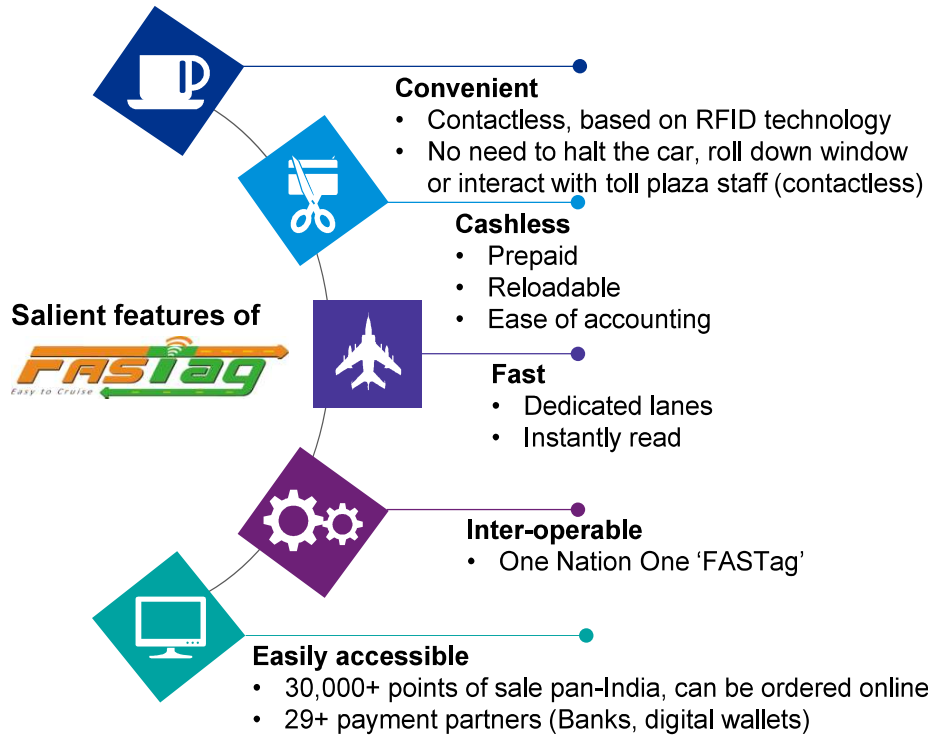 Convenient
• Contactless, based on RFID technology
• No need to halt the car, roll down window
or interact with toll plaza staff (contactless)
Cashless
• Prepaid
• Reloadable
• Ease of accounting
Salient features of
FASTag
Easy to Cruise
Fast
• Dedicated lanes
• Instantly read
Inter-operable
• One Nation One ‘FASTag’
Easily accessible
• 30,000+ points of sale pan-India, can be ordered online
• 29+ payment partners (Banks, digital wallets)